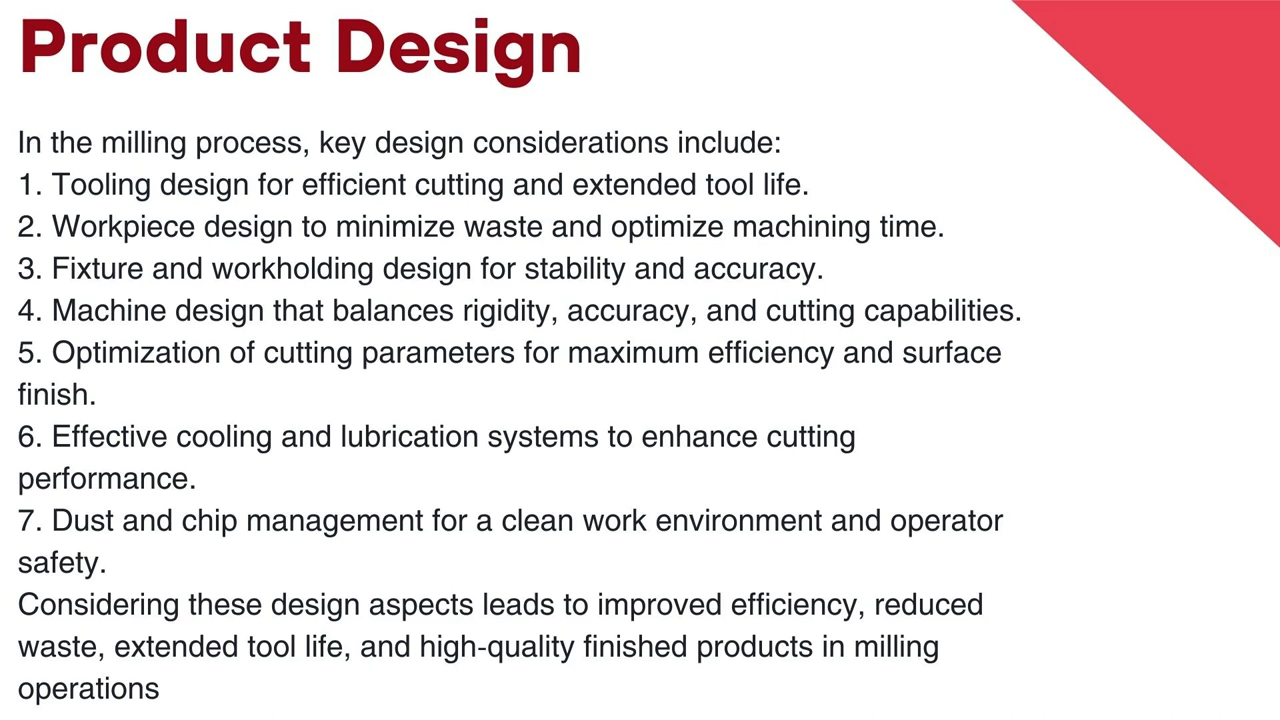 Product Design
In the milling process, key design considerations include:
1. Tooling design for efficient cutting and extended tool life.
2. Workpiece design to minimize waste and optimize machining time.
3. Fixture and workholding design for stability and accuracy.
4. Machine design that balances rigidity, accuracy, and cutting capabilities.
5. Optimization of cutting parameters for maximum efficiency and surface
finish.
6. Effective cooling and lubrication systems to enhance cutting
performance.
7. Dust and chip management for a clean work environment and operator
safety.
Considering these design aspects leads to improved efficiency, reduced
waste, extended tool life, and high-quality finished products in milling
operations